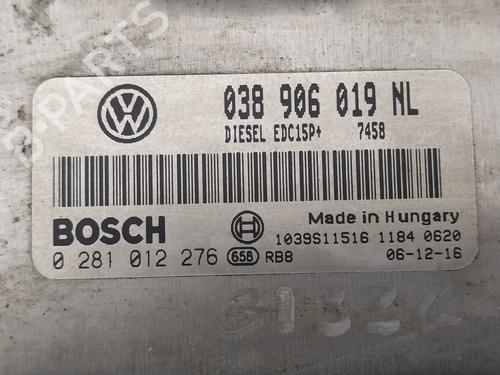 038 906 019 NL
DIESEL EDC15P+ 7458
BOSCH
Made in Hungary
1039S11516 1184 0620
0 281 012 276 658 RB8 06-12-16